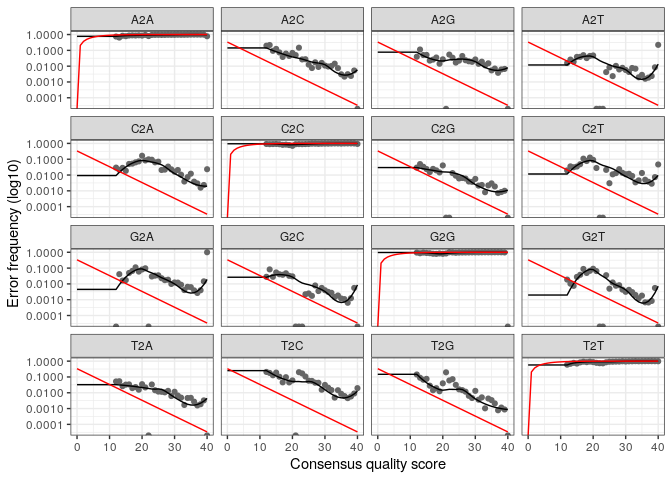 A2A A2C A2G A2T
1.0000
0.1000
0.0100
0.0010
0.0001
C2A C2C C2G C2T
1.0000
0.1000
0.0100
0.0010
0.0001
G2A G2C G2G G2T
1.0000
0.1000
0.0100
0.0010
0.0001
T2A T2C T2G T2T
1.0000
0.1000
0.0100
0.0010
0.0001
0 10 20 30 40 0 10 20 30 40 0 10 20 30 40 0 10 20 30 40
Consensus quality score
Error frequency (log10)